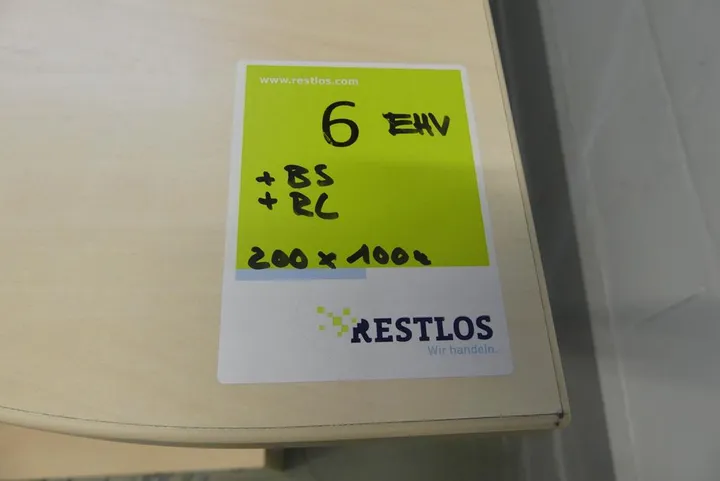 www.restlos.com
6 EHV
+ BS
+ RC
200 x 100
RESTLOS
Wir handeln.